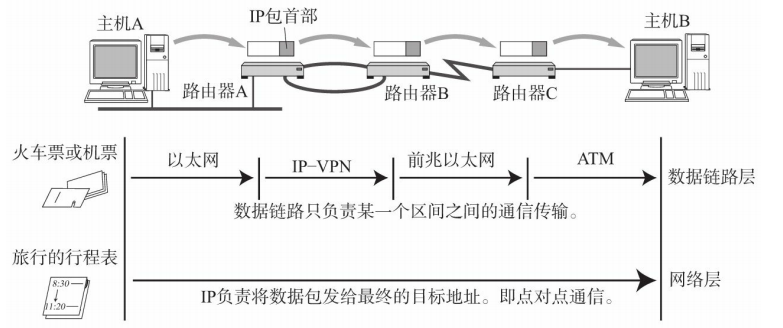 IP包首部
主机A
主机B
路由器A
路由器B
路由器C
火车票或机票
以太网
IP-VPN
前兆以太网
ATM
数据链路层
数据链路只负责某一个区间之间的通信传输。
旅行的行程表
8:30
11:20
网络层
IP负责将数据包发给最终的目标地址。即点对点通信。